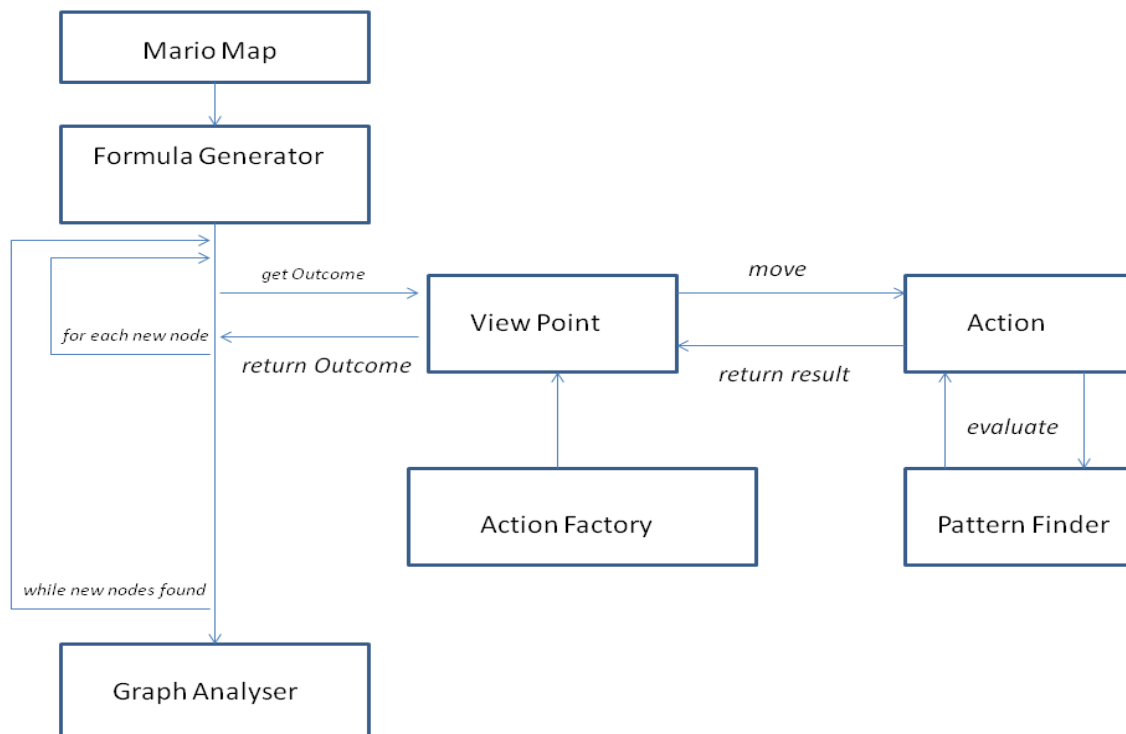 Mario Map
Formula Generator
get Outcome
move
View Point
Action
for each new node
return Outcome
return result
evaluate
Action Factory
Pattern Finder
while new nodes found
Graph Analyser